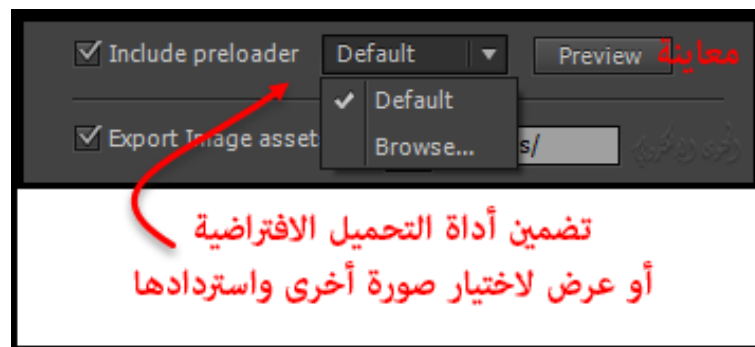 Include preloader Default Preview معاينة
Default
Export Image asset s/
Browse...
تضمين أداة التحميل الافتراضية
أو عرض لاختيار صورة أخرى واستردادها